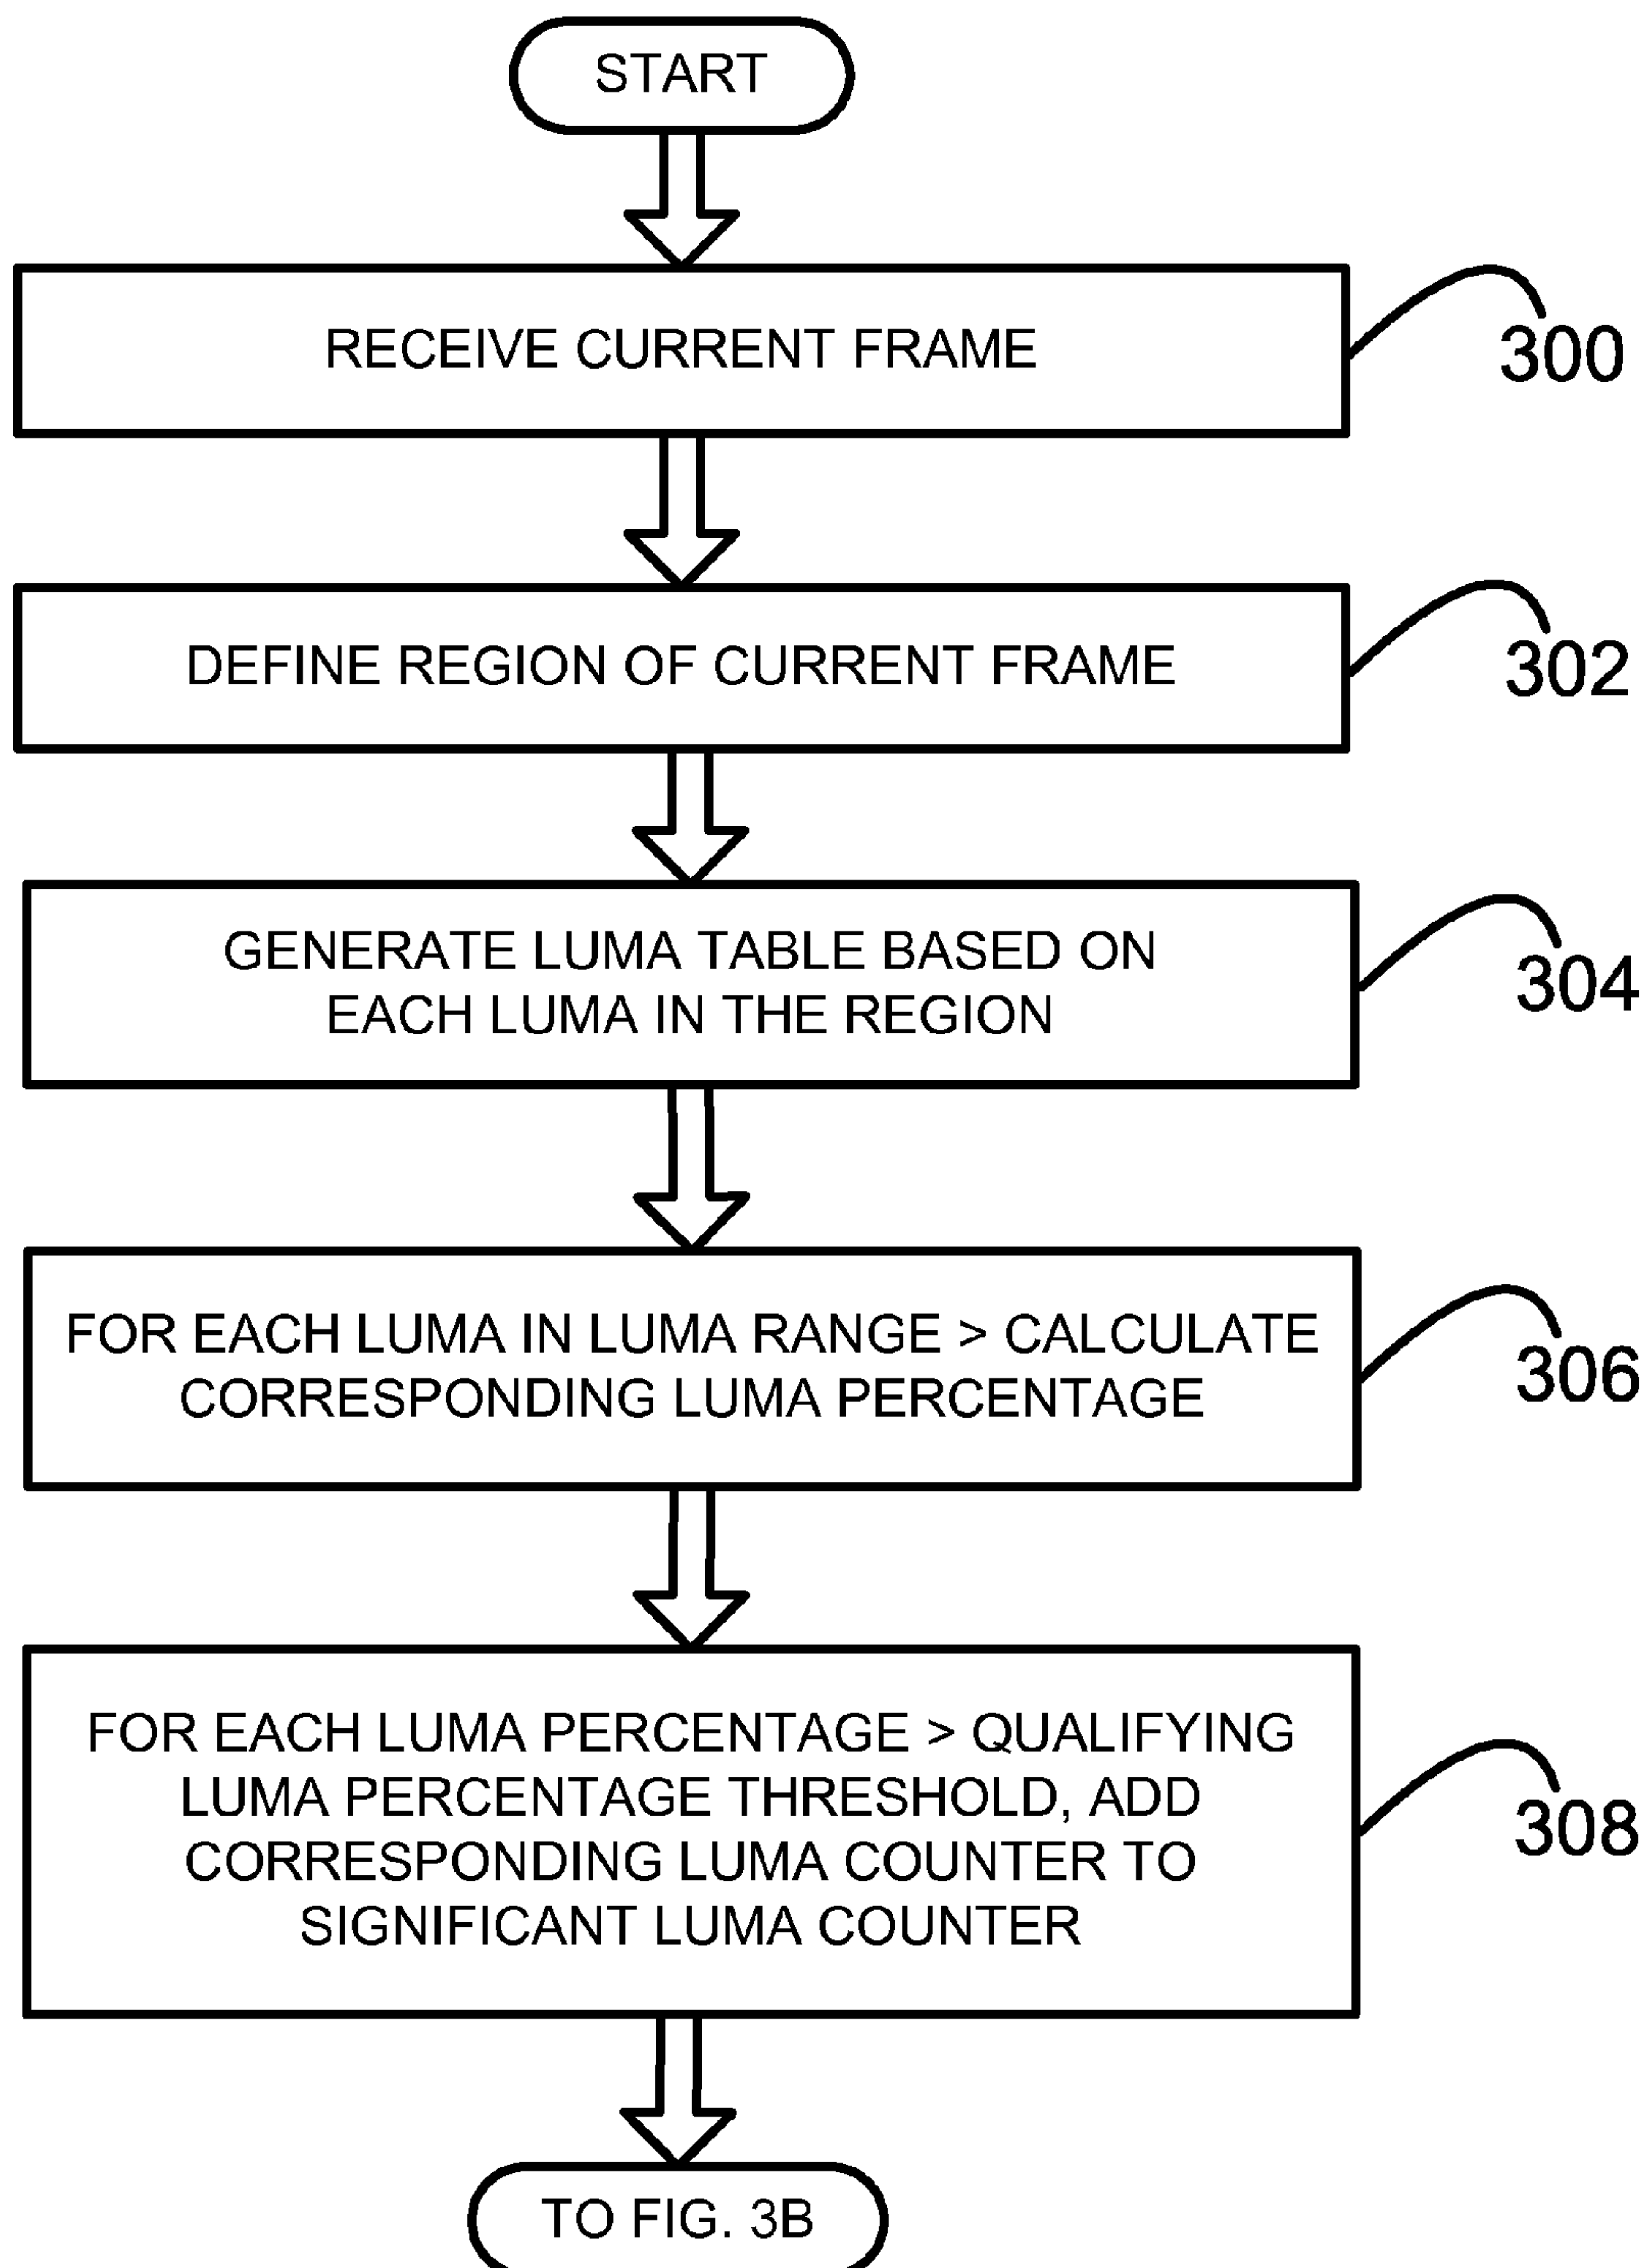 START
RECEIVE CURRENT FRAME
300
DEFINE REGION OF CURRENT FRAME
302
GENERATE LUMA TABLE BASED ON
EACH LUMA IN THE REGION
304
FOR EACH LUMA IN LUMA RANGE > CALCULATE
CORRESPONDING LUMA PERCENTAGE
306
FOR EACH LUMA PERCENTAGE > QUALIFYING
LUMA PERCENTAGE THRESHOLD, ADD
CORRESPONDING LUMA COUNTER TO
SIGNIFICANT LUMA COUNTER
308
TO FIG. 3B